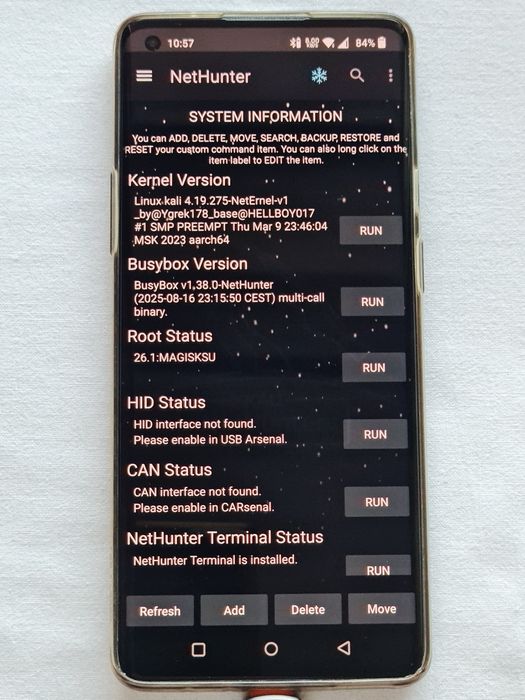 10:57
84%
NetHunter
SYSTEM INFORMATION
You can ADD, DELETE, MOVE, SEARCH, BACKUP, RESTORE and
RESET your custom command item. You can also long click on the
item label to EDIT the item.
Kernel Version
Linux kali 4.19.275-NetErnel-v1
_by@Ygrek178_base@HELLBOY017
#1 SMP PREEMPT Thu Mar 9 23:46:04
MSK 2023 aarch64
RUN
Busybox Version
BusyBox v1.38.0-NetHunter
(2025-08-16 23:15:50 CEST) multi-call
binary.
RUN
Root Status
26.1:MAGISKSU
RUN
HID Status
HID interface not found.
Please enable in USB Arsenal.
RUN
CAN Status
CAN interface not found.
Please enable in CARsenal.
RUN
NetHunter Terminal Status
NetHunter Terminal is installed.
RUN
Refresh Add Delete Move